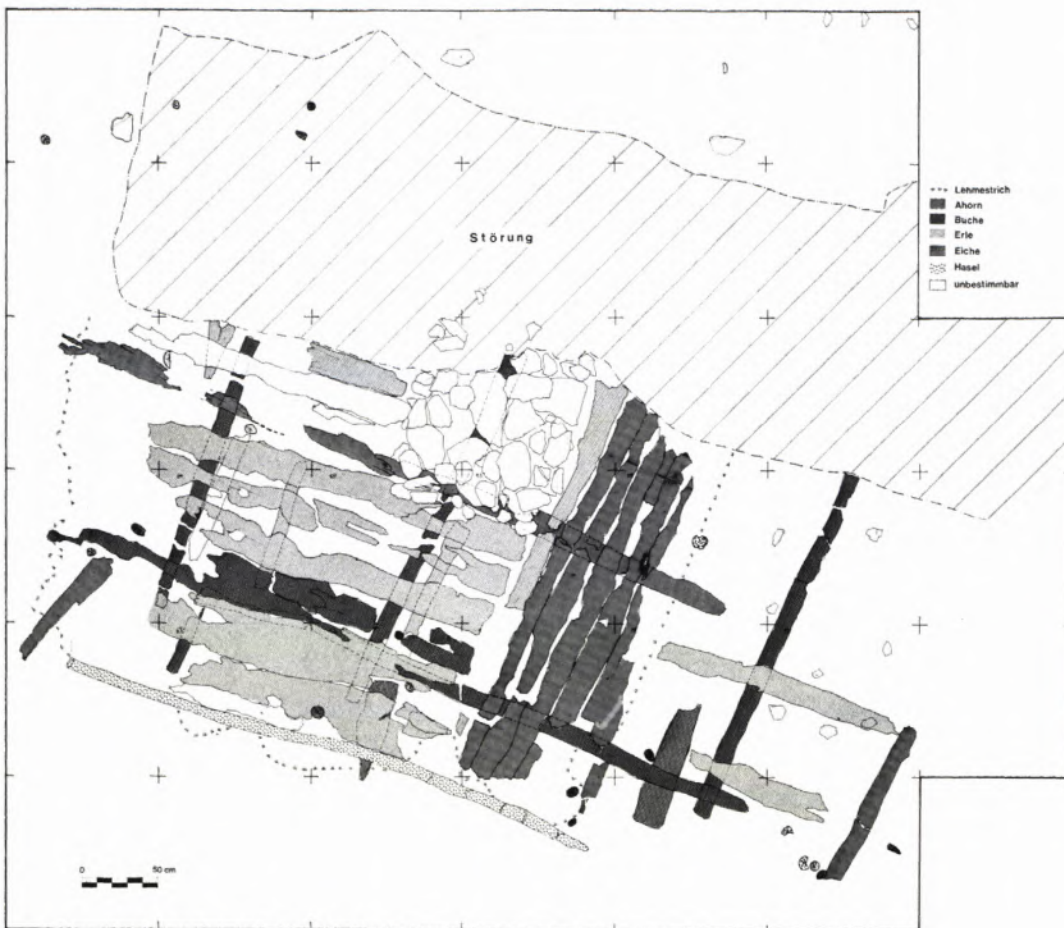 Störung
Lehmestrich
Ahorn
Buche
Erle
Eiche
Hasel
unbestimmbar
0 50 cm